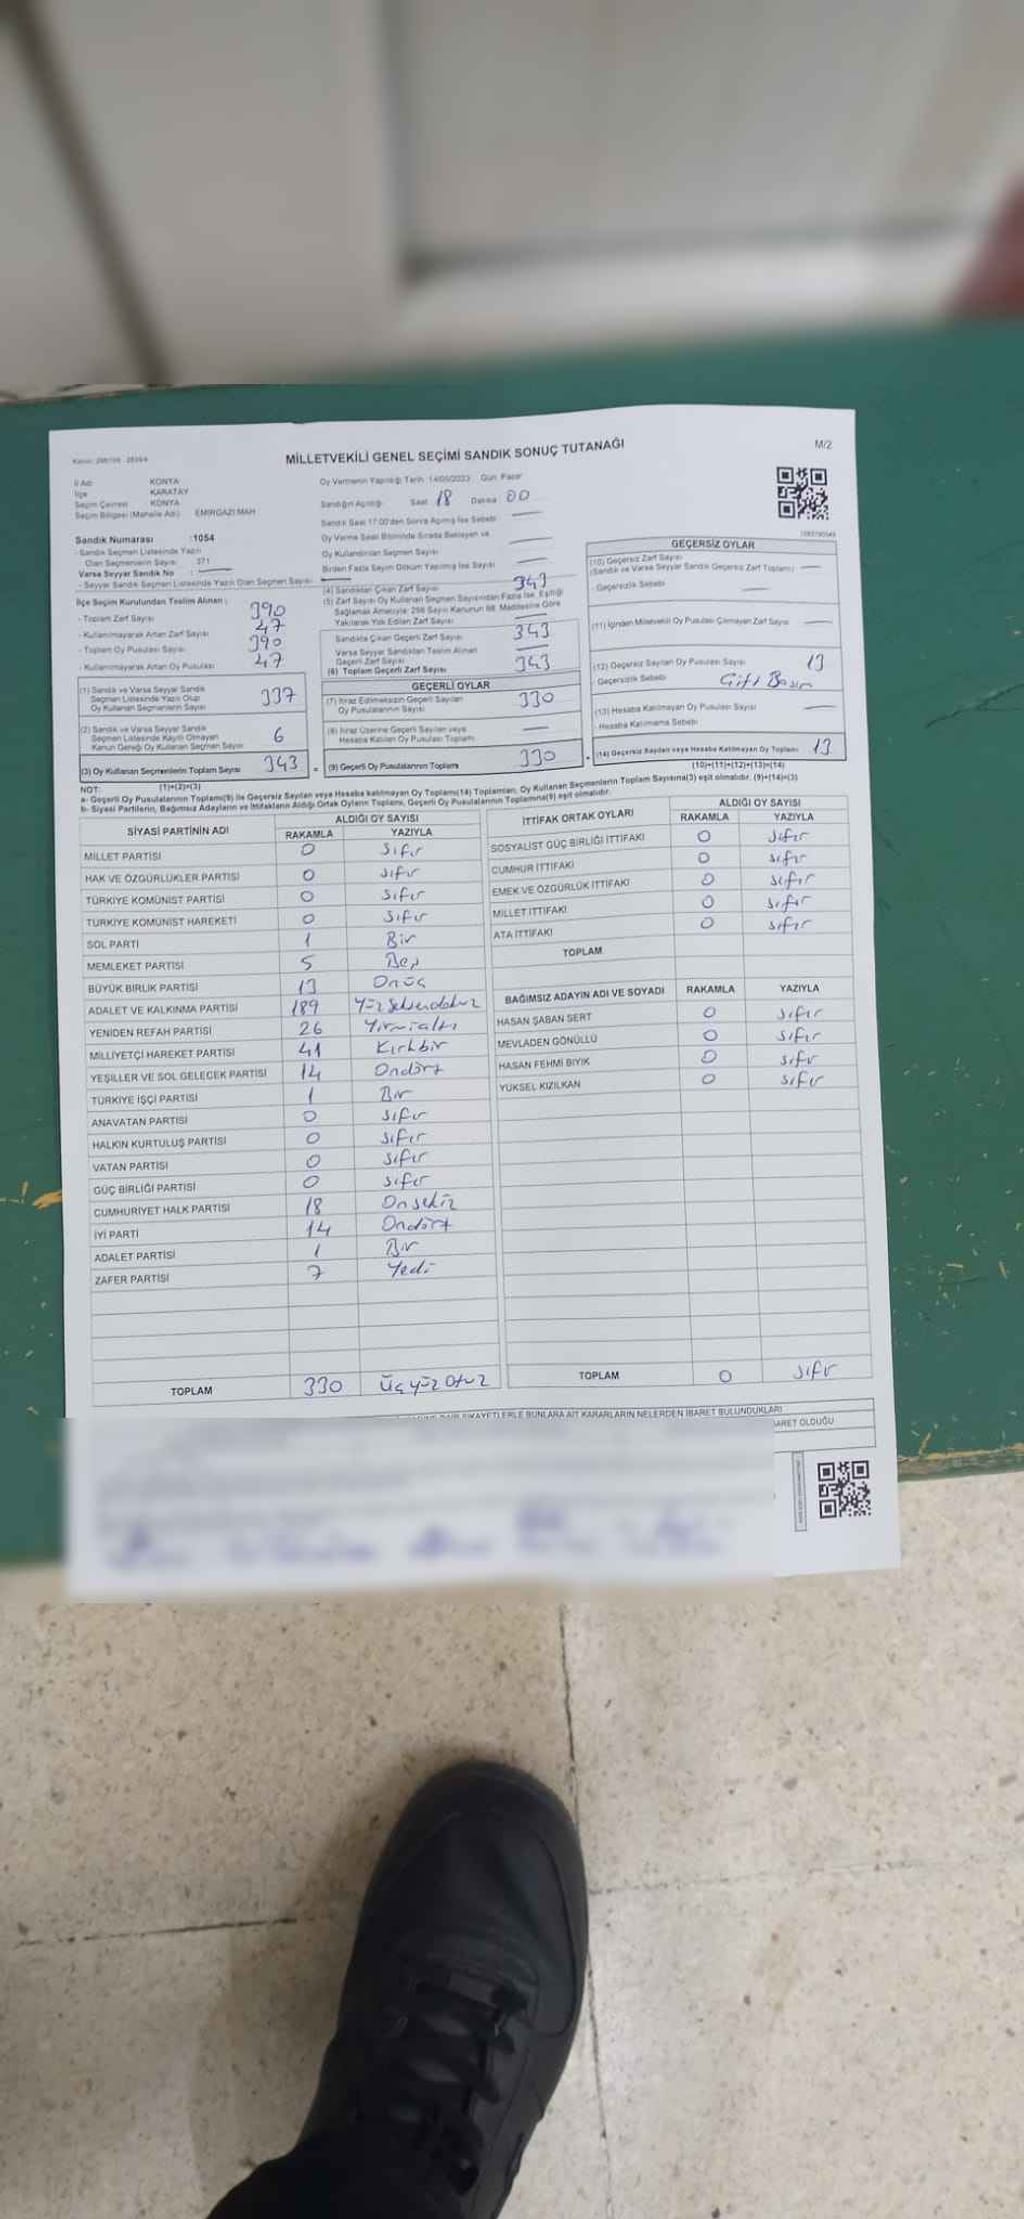 MİLLETVEKİLİ GENEL SEÇİMİ SANDIK SONUÇ TUTANAĞI
M/2
İl Adı KONYA
İlçe KARATAY
Seçim Çevresi KONYA
Seçim Bölgesi (Mahalle Adı) EMİRGAZİ MAH
Oy Vermenin Yapıldığı Tarih: 14/05/2023 Gün: Pazar
Sandığın Açıldığı Saat: 18 Dakika: 00
Sandık Saat 17:00'den Sonra Açılmış İse Sebebi
Oy Verme Saati Bitiminde Sırada Bekleyen ve
Oy Kullandırılan Seçmen Sayısı
Birden Fazla Sayım Döküm Yapılmış İse Sayısı
Sandık Numarası :1054
- Sandık Seçmen Listesinde Yazılı
Olan Seçmenlerin Sayısı 371
Varsa Seyyar Sandık No :
- Seyyar Sandık Seçmen Listesinde Yazılı Olan Seçmen Sayısı
İlçe Seçim Kurulundan Teslim Alınan :
- Toplam Zarf Sayısı 390
- Kullanılmayarak Artan Zarf Sayısı 47
- Toplam Oy Pusulası Sayısı 390
- Kullanılmayarak Artan Oy Pusulası 47
(1) Sandık ve Varsa Seyyar Sandık
Seçmen Listesinde Yazılı Olup
Oy Kullanan Seçmenlerin Sayısı 337
(2) Sandık ve Varsa Seyyar Sandık
Seçmen Listesinde Kayıtlı Olmayan
Kanun Gereği Oy Kullanan Seçmen Sayısı 6
(3) Oy Kullanan Seçmenlerin Toplam Sayısı 343
(4) Sandıktan Çıkan Zarf Sayısı 343
(5) Zarf Sayısı Oy Kullanan Seçmen Sayısından Fazla İse, Eşitliği
Sağlamak Amacıyla, 298 Sayılı Kanunun 98. Maddesine Göre
Yakılarak Yok Edilen Zarf Sayısı
Sandıkta Çıkan Geçerli Zarf Sayısı 343
Varsa Seyyar Sandıktan Teslim Alınan
Geçerli Zarf Sayısı
(6) Toplam Geçerli Zarf Sayısı 343
GEÇERLİ OYLAR
(7) İtiraz Edilmeksizin Geçerli Sayılan
Oy Pusulalarının Sayısı 330
(8) İtiraz Üzerine Geçerli Sayılan veya
Hesaba Katılan Oy Pusulası Toplamı
= (9) Geçerli Oy Pusulalarının Toplamı 330
GEÇERSİZ OYLAR
(10) Geçersiz Zarf Sayısı
(Sandık ve Varsa Seyyar Sandık Geçersiz Zarf Toplamı)
- Geçersizlik Sebebi
(11) İçinden Milletvekili Oy Pusulası Çıkmayan Zarf Sayısı
(12) Geçersiz Sayılan Oy Pusulası Sayısı 13
- Geçersizlik Sebebi Çift Basım
(13) Hesaba Katılmayan Oy Pusulası Sayısı
Hesaba Katılmama Sebebi
+ (14) Geçersiz Sayılan veya Hesaba Katılmayan Oy Toplamı 13
NOT: (1)+(2)=(3) (10)+(11)+(12)+(13)=(14)
a- Geçerli Oy Pusulalarının Toplamı(9) ile Geçersiz Sayılan veya Hesaba Katılmayan Oy Toplamı(14) Toplamları, Oy Kullanan Seçmenlerin Toplam Sayısına(3) eşit olmalıdır. (9)+(14)=(3)
b- Siyasi Partilerin, Bağımsız Adayların ve İttifakların Aldığı Ortak Oyların Toplamı, Geçerli Oy Pusulalarının Toplamına(9) eşit olmalıdır.
SİYASİ PARTİNİN ADI ALDIĞI OY SAYISI
RAKAMLA YAZIYLA
MİLLET PARTİSİ 0 Sıfır
HAK VE ÖZGÜRLÜKLER PARTİSİ 0 Sıfır
TÜRKİYE KOMÜNİST PARTİSİ 0 Sıfır
TÜRKİYE KOMÜNİST HAREKETİ 0 Sıfır
SOL PARTİ 1 Bir
MEMLEKET PARTİSİ 5 Beş
BÜYÜK BİRLİK PARTİSİ 13 Onüç
ADALET VE KALKINMA PARTİSİ 189 Yüzseksendokuz
YENİDEN REFAH PARTİSİ 26 Yirmialtı
MİLLİYETÇİ HAREKET PARTİSİ 41 Kırkbir
YEŞİLLER VE SOL GELECEK PARTİSİ 14 Ondört
TÜRKİYE İŞÇİ PARTİSİ 1 Bir
ANAVATAN PARTİSİ 0 Sıfır
HALKIN KURTULUŞ PARTİSİ 0 Sıfır
VATAN PARTİSİ 0 Sıfır
GÜÇ BİRLİĞİ PARTİSİ 0 Sıfır
CUMHURİYET HALK PARTİSİ 18 Onsekiz
İYİ PARTİ 14 Ondört
ADALET PARTİSİ 1 Bir
ZAFER PARTİSİ 7 Yedi
TOPLAM 330 Üçyüz Otuz
İTTİFAK ORTAK OYLARI ALDIĞI OY SAYISI
RAKAMLA YAZIYLA
SOSYALİST GÜÇ BİRLİĞİ İTTİFAKI 0 Sıfır
CUMHUR İTTİFAKI 0 Sıfır
EMEK VE ÖZGÜRLÜK İTTİFAKI 0 Sıfır
MİLLET İTTİFAKI 0 Sıfır
ATA İTTİFAKI 0 Sıfır
TOPLAM
BAĞIMSIZ ADAYIN ADI VE SOYADI RAKAMLA YAZIYLA
HASAN ŞABAN SERT 0 Sıfır
MEVLADEN GÖNÜLLÜ 0 Sıfır
HASAN FEHMİ BIYIK 0 Sıfır
YÜKSEL KIZILKAN 0 Sıfır
TOPLAM 0 Sıfır
ŞİKAYETLERLE BUNLARA AİT KARARLARIN NELERDEN İBARET BULUNDUKLARI
BARET OLDUĞU